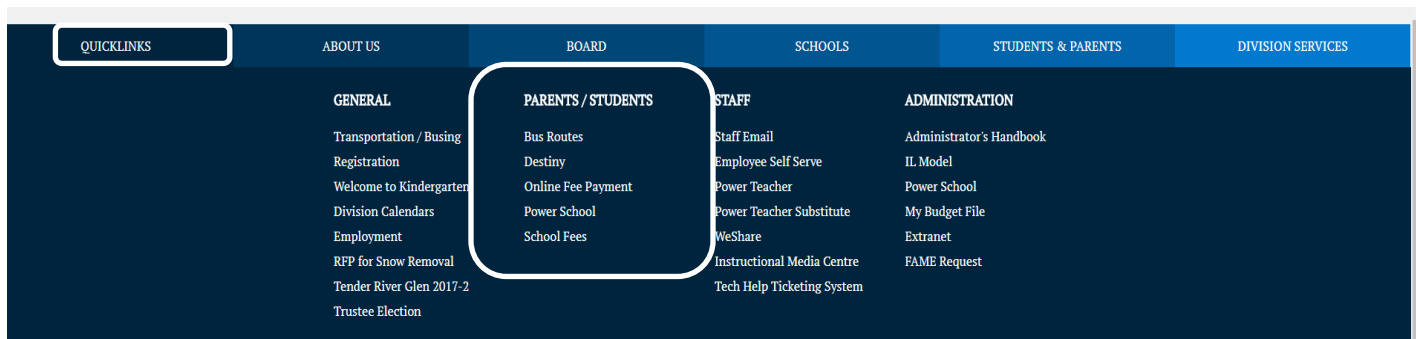 QUICKLINKS
ABOUT US
BOARD
SCHOOLS
STUDENTS & PARENTS
DIVISION SERVICES
GENERAL
Transportation / Busing
Registration
Welcome to Kindergarten
Division Calendars
Employment
RFP for Snow Removal
Tender River Glen 2017-2
Trustee Election
PARENTS / STUDENTS
Bus Routes
Destiny
Online Fee Payment
Power School
School Fees
STAFF
Staff Email
Employee Self Serve
Power Teacher
Power Teacher Substitute
WeShare
Instructional Media Centre
Tech Help Ticketing System
ADMINISTRATION
Administrator's Handbook
IL Model
Power School
My Budget File
Extranet
FAME Request